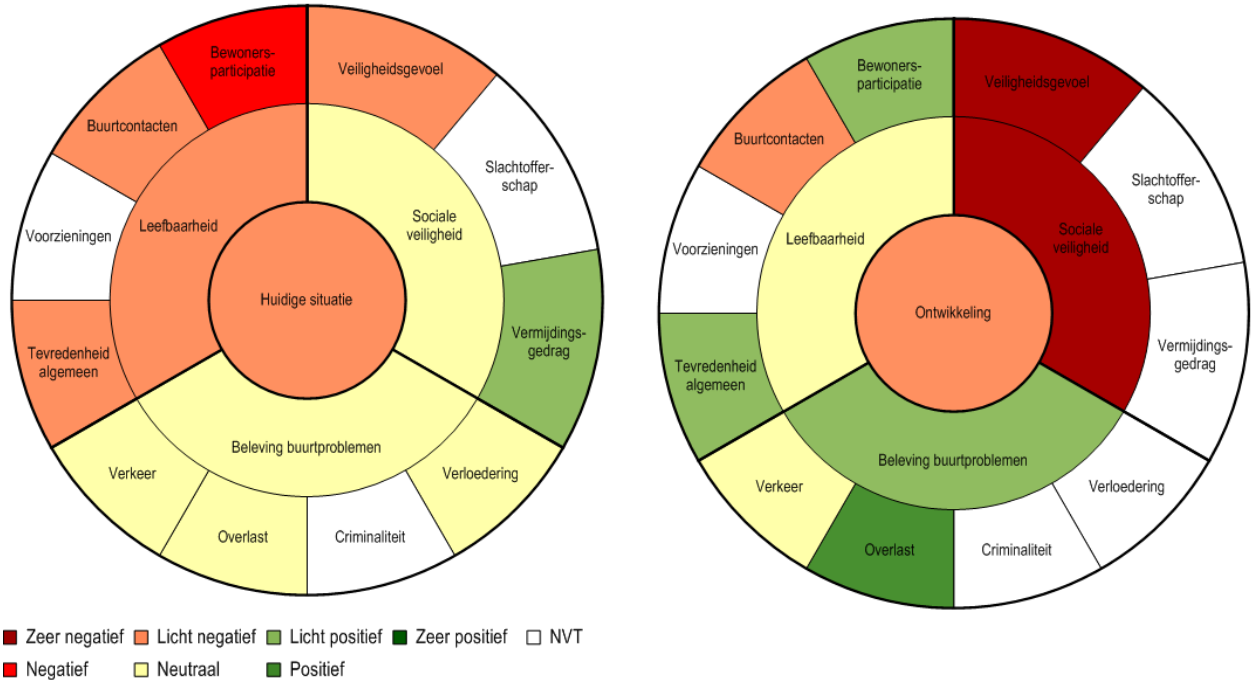 Bewoners-
participatie
Veiligheidsgevoel
Buurtcontacten
Slachtoffer-
schap
Voorzieningen
Leefbaarheid
Sociale
veiligheid
Huidige situatie
Vermijdings-
gedrag
Tevredenheid
algemeen
Beleving buurtproblemen
Verkeer
Verloedering
Overlast
Criminaliteit
Bewoners-
participatie
Veiligheidsgevoel
Buurtcontacten
Slachtoffer-
schap
Voorzieningen
Leefbaarheid
Sociale
veiligheid
Ontwikkeling
Vermijdings-
gedrag
Tevredenheid
algemeen
Beleving buurtproblemen
Verkeer
Verloedering
Overlast
Criminaliteit
Zeer negatief Licht negatief Licht positief Zeer positief NVT
Negatief Neutraal Positief